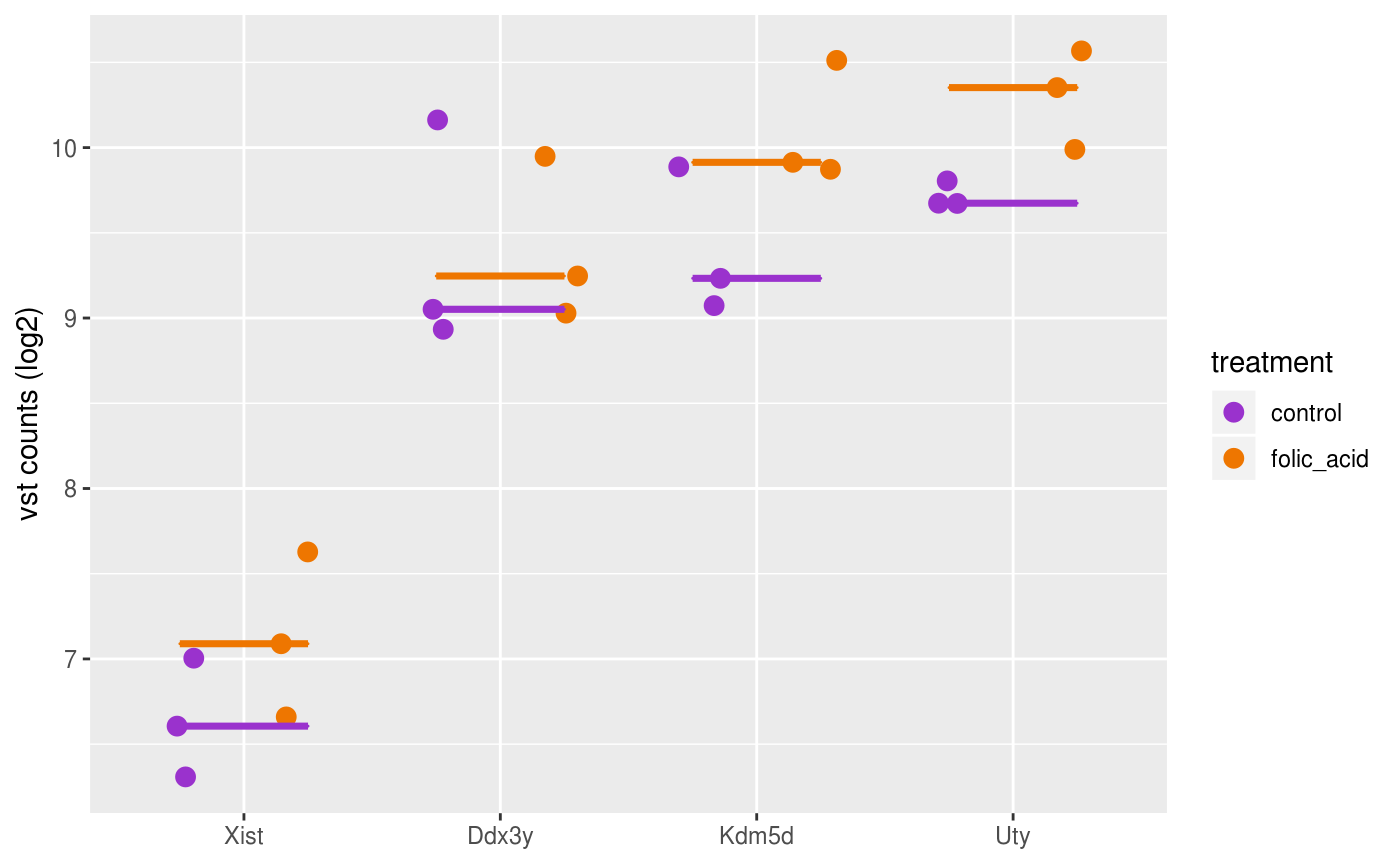 vst counts (log2)
10
9
8
7
Xist Ddx3y Kdm5d Uty
treatment
control
folic_acid